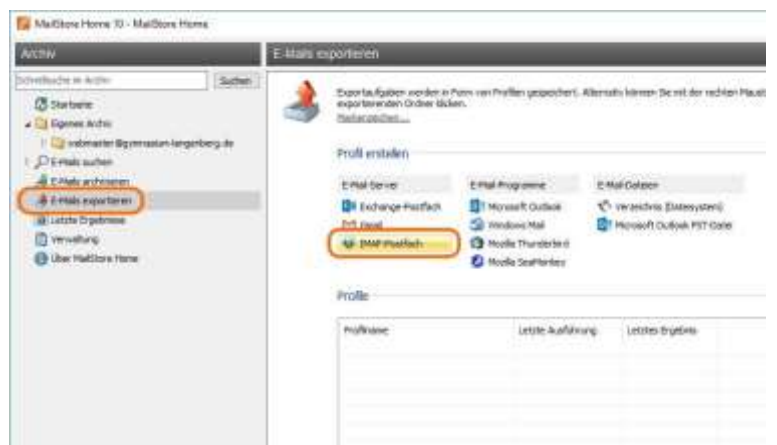 MailStore Home 10 - MailStore Home
Archiv
Schnellsuche im Archiv
Suchen
Startseite
Eigenes Archiv
webmaster@gymnasium-langenberg.de
E-Mails suchen
E-Mails archivieren
E-Mails exportieren
Letzte Ergebnisse
Verwaltung
Über MailStore Home
E-Mails exportieren
Exportaufgaben werden in Form von Profilen gespeichert. Alternativ können Sie mit der rechten Maust
exportierenden Ordner klicken.
Profil erstellen
E-Mail-Server
E-Mail-Programme
E-Mail-Dateien
Exchange-Postfach
Microsoft Outlook
Verzeichnis (Dateisystem)
Windows Mail
Microsoft Outlook PST-Datei
IMAP-Postfach
Mozilla Thunderbird
Mozilla SeaMonkey
Profile
Profilname
Letzte Ausführung
Letztes Ergebnis